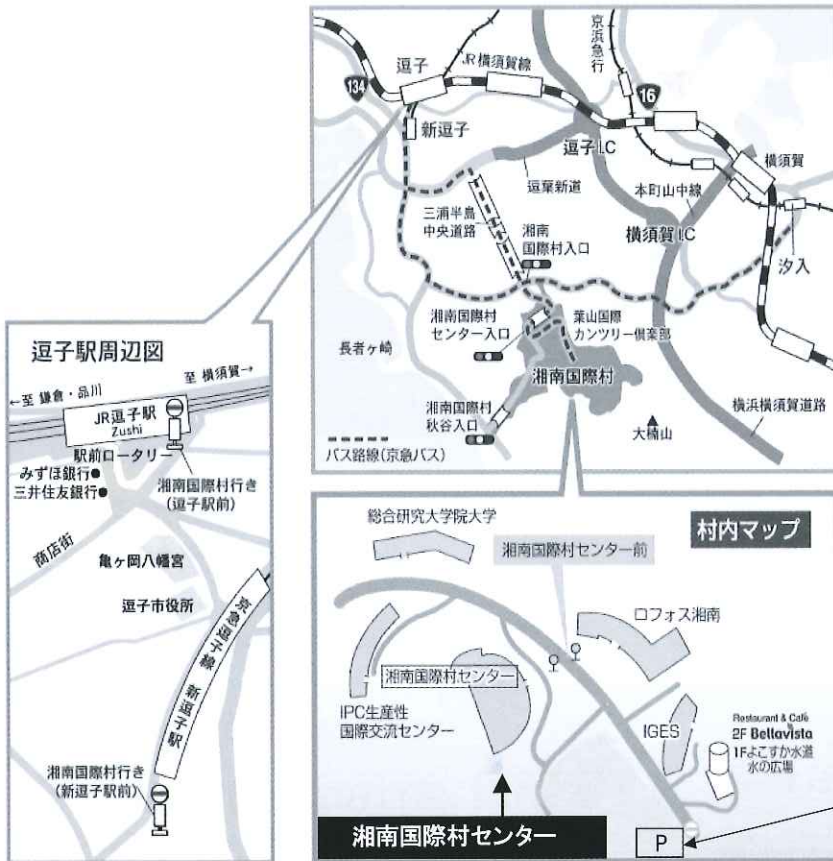 京浜急行
逗子
JR横須賀線
134
16
新逗子
逗子I.C
横須賀
逗葉新道
本町山中線
三浦半島
中央道路
湘南
国際村入口
横須賀I.C
汐入
湘南国際村
センター入口
葉山国際
カンツリー倶楽部
長者ヶ崎
湘南国際村
湘南国際村
秋谷入口
横浜横須賀道路
大楠山
バス路線(京急バス)
逗子駅周辺図
←至 鎌倉・品川
至 横須賀→
JR逗子駅
Zushi
駅前ロータリー
みずほ銀行
三井住友銀行
湘南国際村行き
(逗子駅前)
商店街
亀ヶ岡八幡宮
逗子市役所
京急逗子線 新逗子駅
湘南国際村行き
(新逗子駅前)
村内マップ
総合研究大学院大学
湘南国際村センター前
ロフォス湘南
湘南国際村センター
IPC生産性
国際交流センター
IGES
Restaurant & Café
2F Bellavista
1Fよこすか水道
水の広場
湘南国際村センター
P